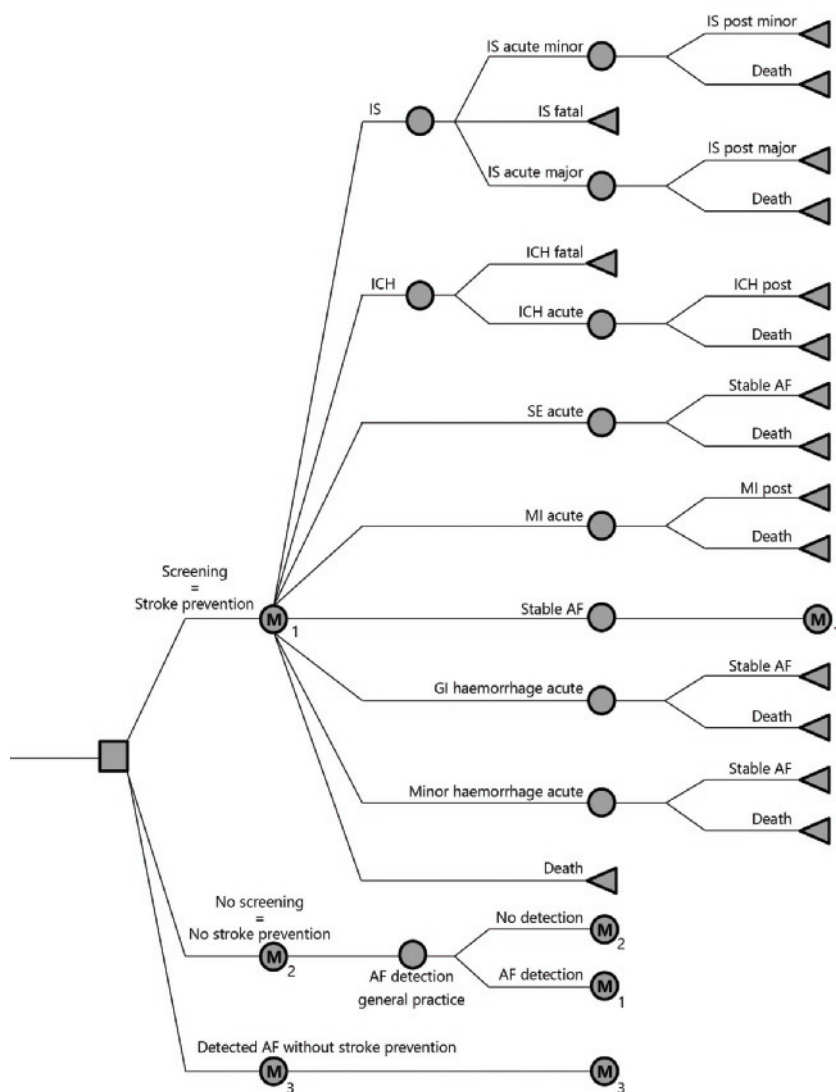 IS post minor
IS acute minor
Death
IS
IS fatal
IS post major
IS acute major
Death
ICH fatal
ICH
ICH post
ICH acute
Death
Stable AF
SE acute
Death
MI post
MI acute
Death
Screening
=
Stroke prevention
M
1
Stable AF
M
Stable AF
GI haemorrhage acute
Death
Stable AF
Minor haemorrhage acute
Death
Death
No screening
=
No stroke prevention
M
2
AF detection
general practice
No detection
M
2
AF detection
M
1
Detected AF without stroke prevention
M
3
M
3